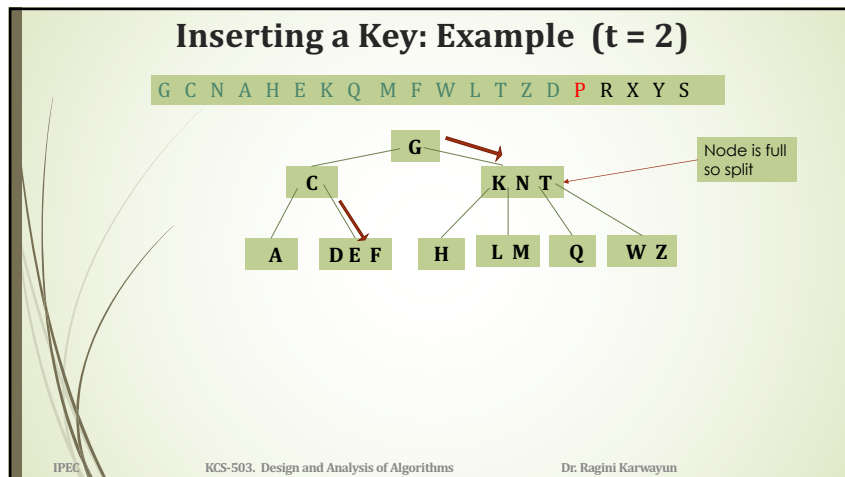 Inserting a Key: Example (t = 2)
G C N A H E K Q M F W L T Z D P R X Y S
G
Node is full
so split
C
K N T
A
D E F
H
L M
Q
W Z
IPEC KCS-503. Design and Analysis of Algorithms Dr. Ragini Karwayun